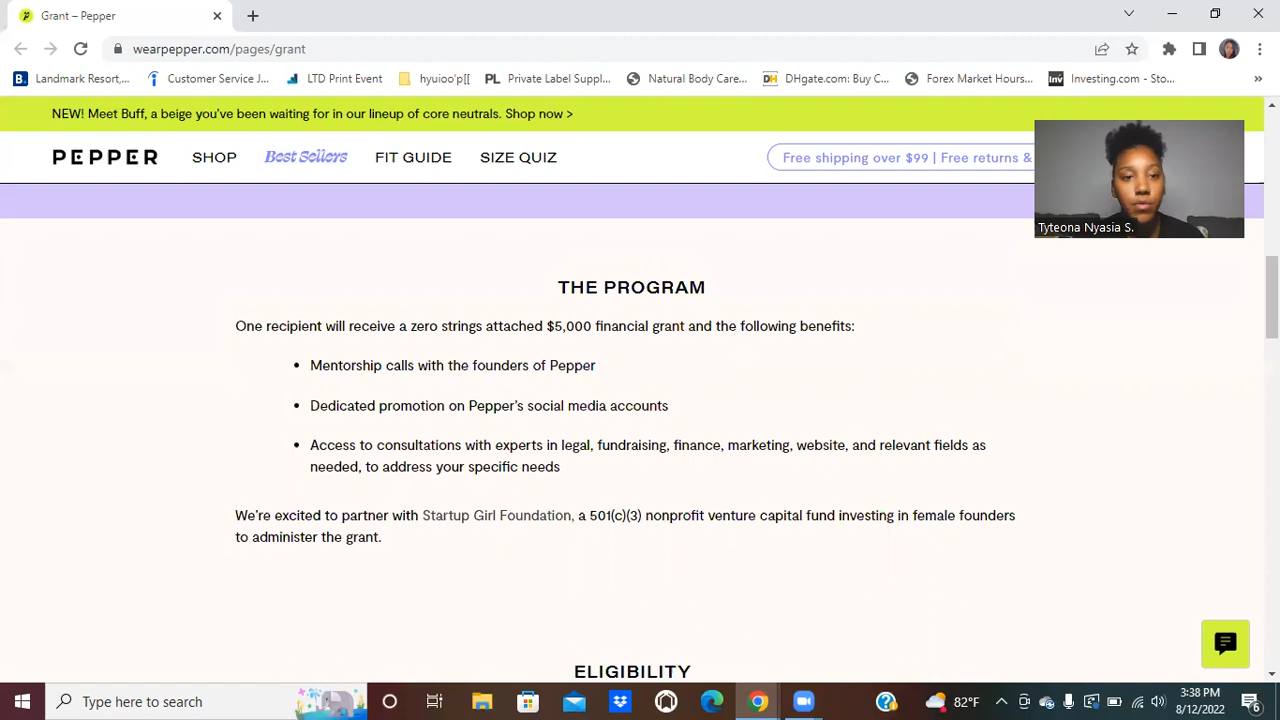 Grant – Pepper
wearpepper.com/pages/grant
Landmark Resort,... Customer Service J... LTD Print Event hyuioo'p[[ PL Private Label Suppl... Natural Body Care... DH DHgate.com: Buy C... Forex Market Hours... Inv Investing.com - Sto... »
NEW! Meet Buff, a beige you've been waiting for in our lineup of core neutrals. Shop now >
PEPPER SHOP Best Sellers FIT GUIDE SIZE QUIZ Free shipping over $99 | Free returns &
Tyteona Nyasia S.
THE PROGRAM
One recipient will receive a zero strings attached $5,000 financial grant and the following benefits:
• Mentorship calls with the founders of Pepper
• Dedicated promotion on Pepper's social media accounts
• Access to consultations with experts in legal, fundraising, finance, marketing, website, and relevant fields as
needed, to address your specific needs
We're excited to partner with Startup Girl Foundation, a 501(c)(3) nonprofit venture capital fund investing in female founders
to administer the grant.
ELIGIBILITY
Type here to search
82°F
3:38 PM
8/12/2022
6